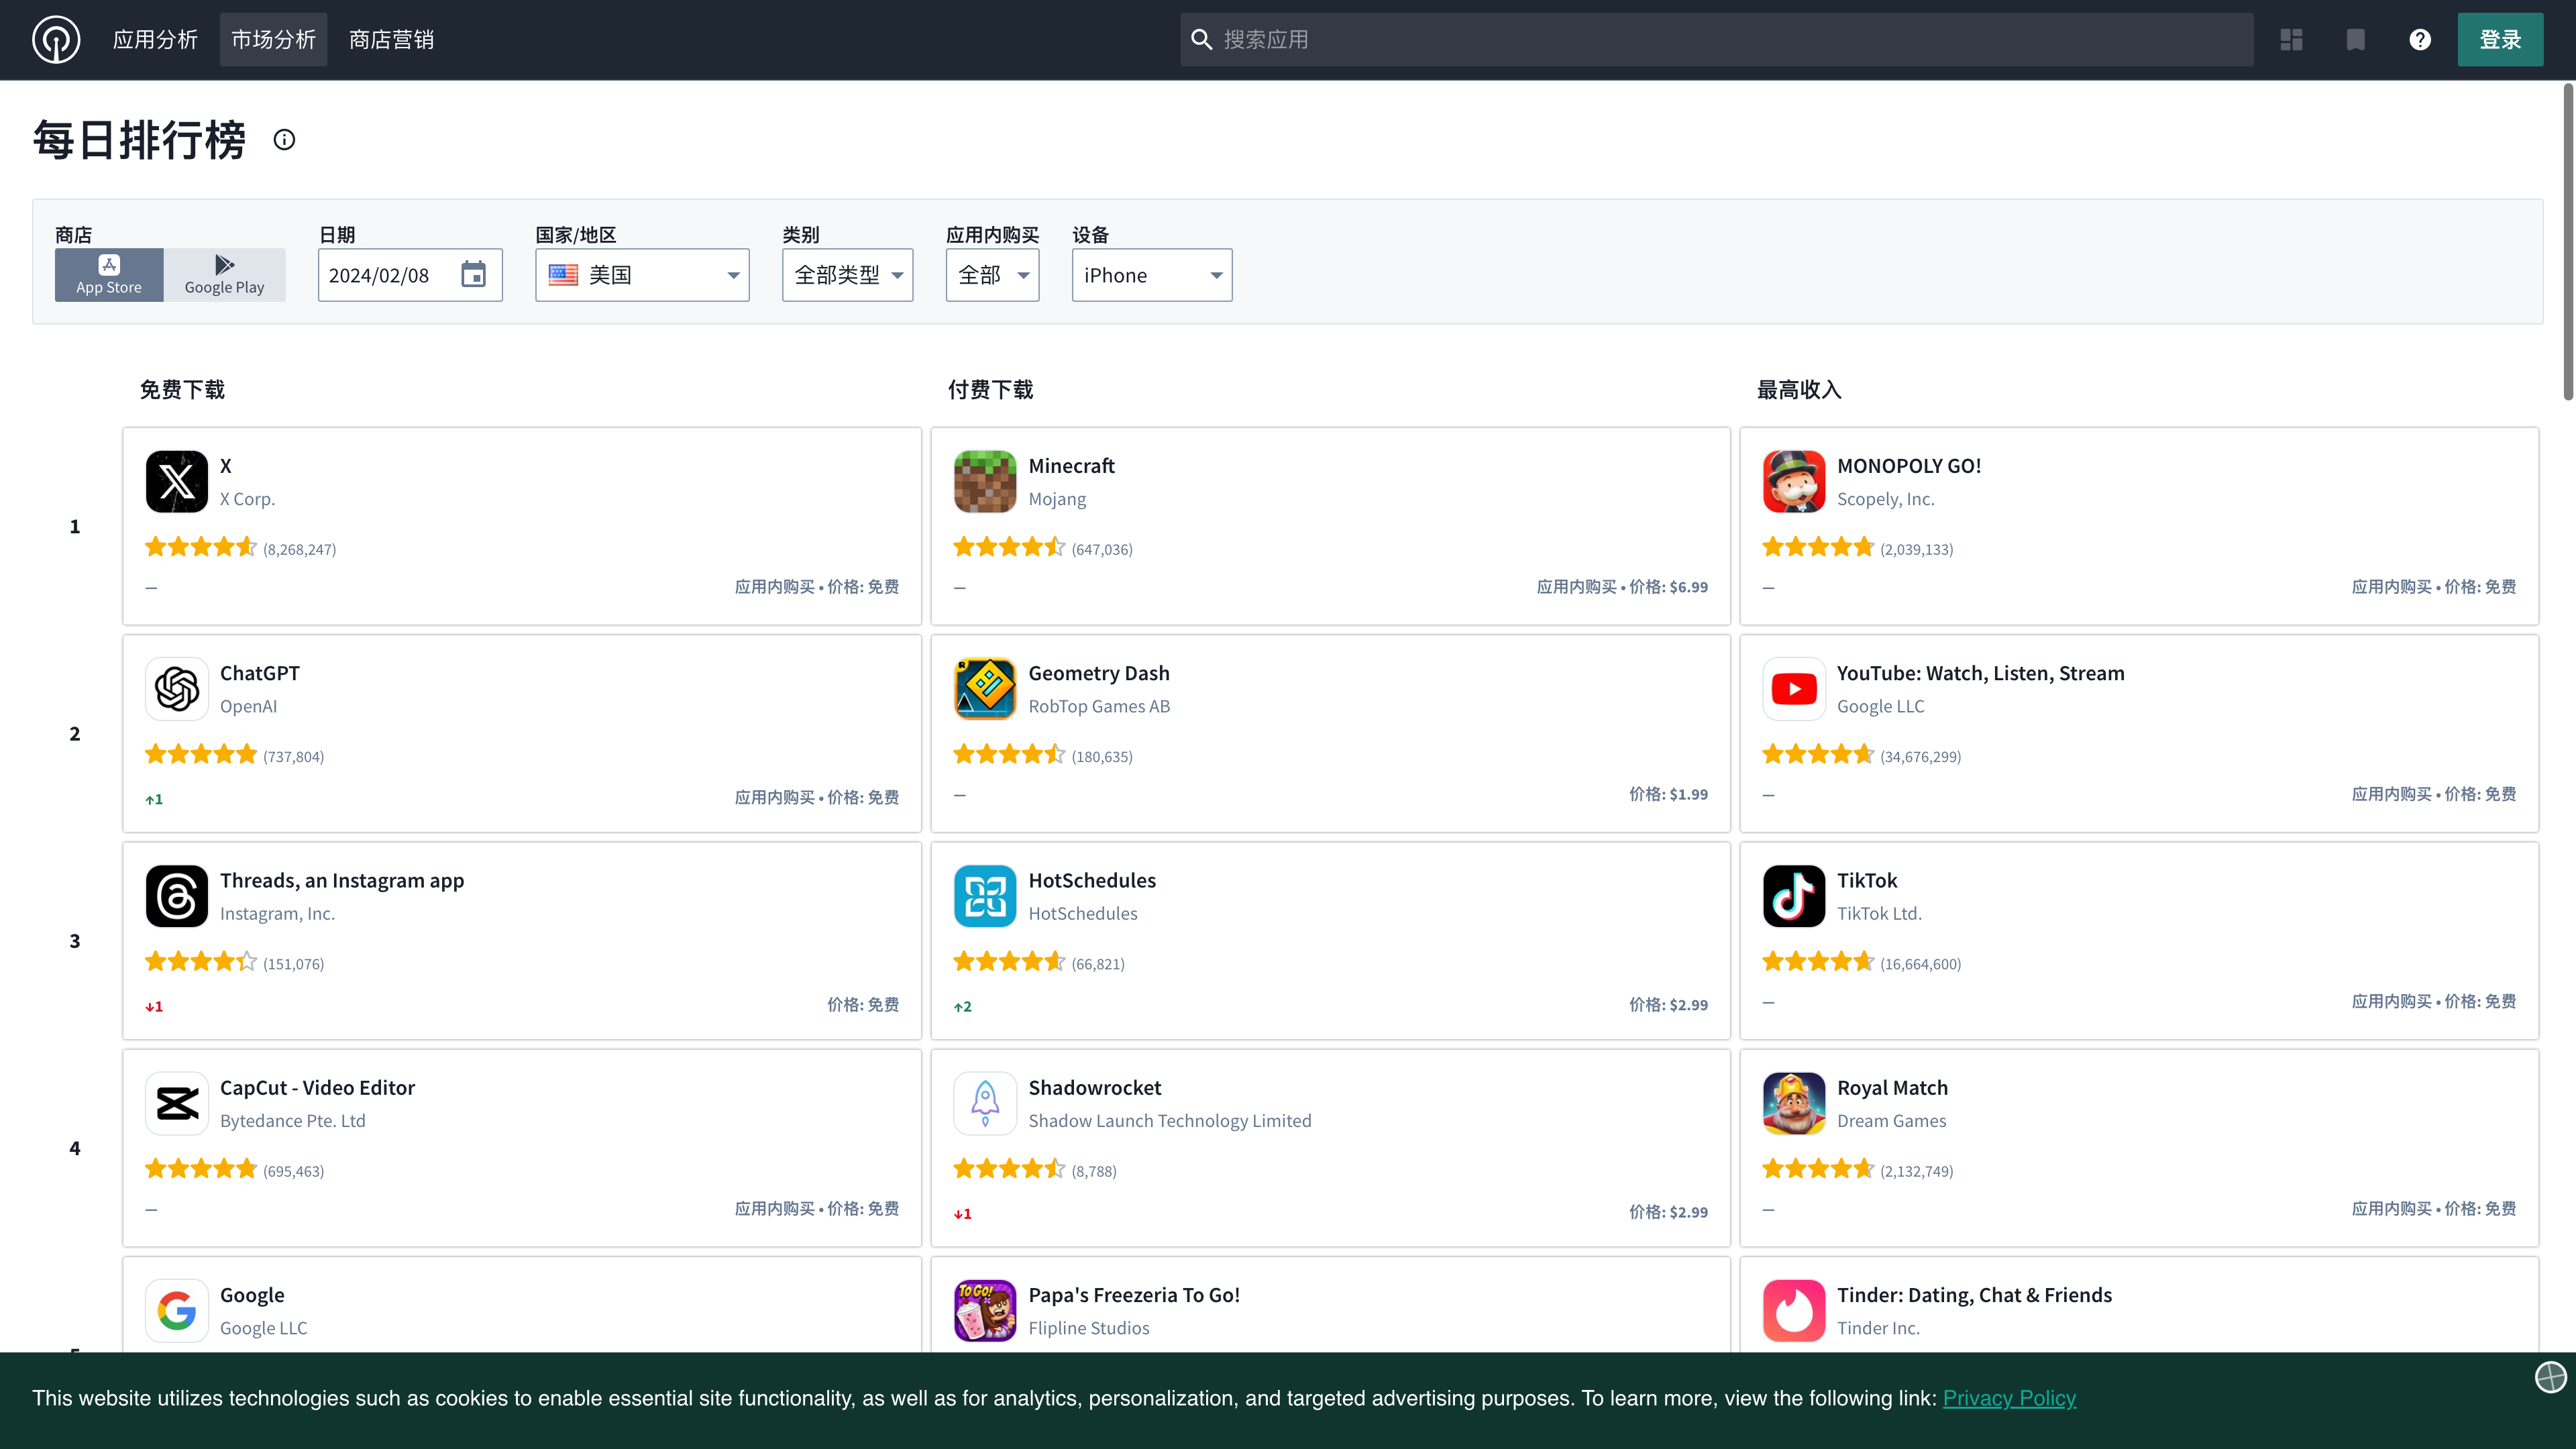 应用分析 市场分析 商店营销 搜索应用 登录
每日排行榜
商店 日期 国家/地区 类别 应用内购买 设备
App Store Google Play 2024/02/08 美国 全部类型 全部 iPhone
免费下载 付费下载 最高收入
1
X
X Corp.
(8,268,247)
– 应用内购买 • 价格: 免费
Minecraft
Mojang
(647,036)
– 应用内购买 • 价格: $6.99
MONOPOLY GO!
Scopely, Inc.
(2,039,133)
– 应用内购买 • 价格: 免费
2
ChatGPT
OpenAI
(737,804)
↑1 应用内购买 • 价格: 免费
Geometry Dash
RobTop Games AB
(180,635)
– 价格: $1.99
YouTube: Watch, Listen, Stream
Google LLC
(34,676,299)
– 应用内购买 • 价格: 免费
3
Threads, an Instagram app
Instagram, Inc.
(151,076)
↓1 价格: 免费
HotSchedules
HotSchedules
(66,821)
↑2 价格: $2.99
TikTok
TikTok Ltd.
(16,664,600)
– 应用内购买 • 价格: 免费
4
CapCut - Video Editor
Bytedance Pte. Ltd
(695,463)
– 应用内购买 • 价格: 免费
Shadowrocket
Shadow Launch Technology Limited
(8,788)
↓1 价格: $2.99
Royal Match
Dream Games
(2,132,749)
– 应用内购买 • 价格: 免费
Google
Google LLC
TO GO!
Papa's Freezeria To Go!
Flipline Studios
Tinder: Dating, Chat & Friends
Tinder Inc.
This website utilizes technologies such as cookies to enable essential site functionality, as well as for analytics, personalization, and targeted advertising purposes. To learn more, view the following link: Privacy Policy